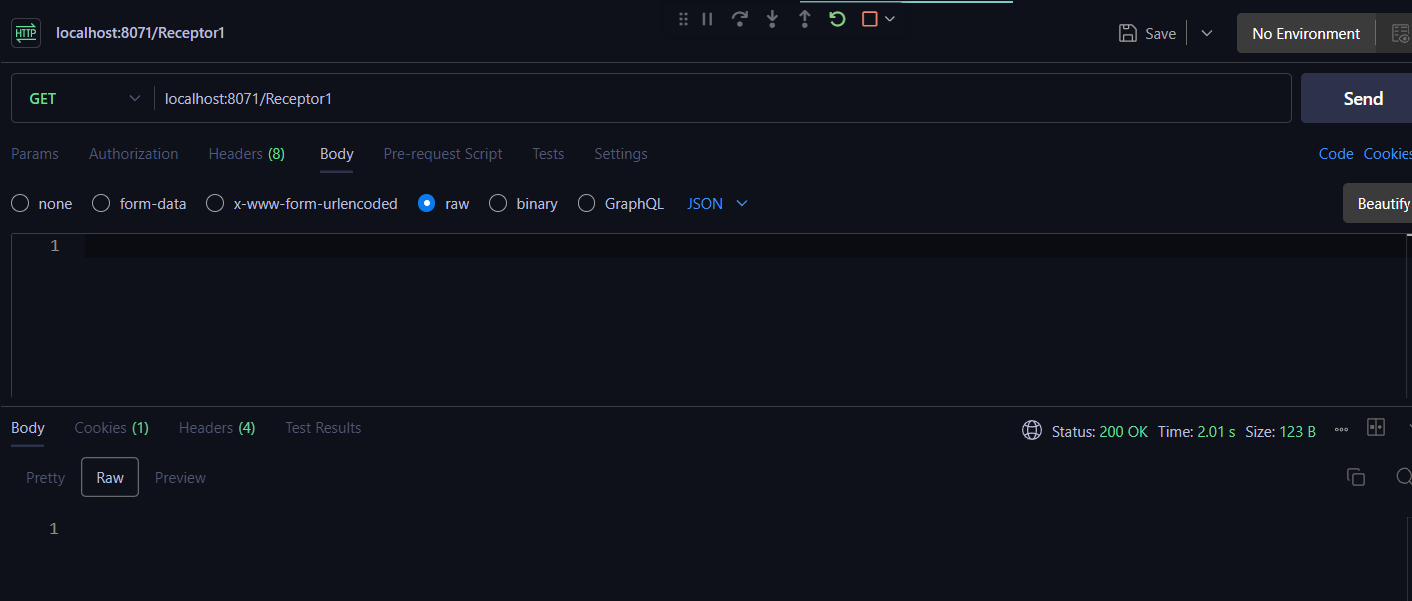 HTTP localhost:8071/Receptor1 Save No Environment
GET localhost:8071/Receptor1 Send
Params Authorization Headers (8) Body Pre-request Script Tests Settings Code Cookies
none form-data x-www-form-urlencoded raw binary GraphQL JSON Beautify
1
Body Cookies (1) Headers (4) Test Results Status: 200 OK Time: 2.01 s Size: 123 B
Pretty Raw Preview
1